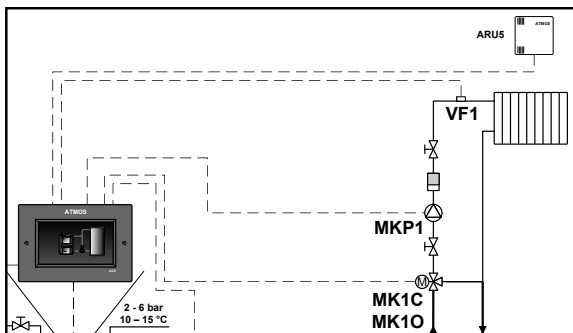 ARU5
ATMOS
VF1
MKP1
ATMOS
M
MK1C
MK1O
2 - 6 bar
10 – 15 °C